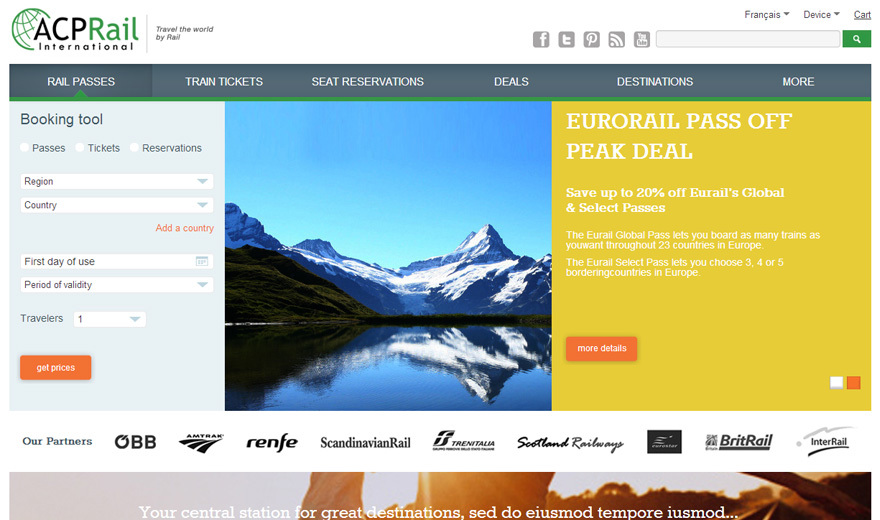 ACPRail
International
Travel the world
by Rail
Français
Device
Cart
RAIL PASSES
TRAIN TICKETS
SEAT RESERVATIONS
DEALS
DESTINATIONS
MORE
Booking tool
Passes
Tickets
Reservations
Region
Country
Add a country
First day of use
Period of validity
Travelers
1
get prices
EURORAIL PASS OFF
PEAK DEAL
Save up to 20% off Eurail's Global
& Select Passes
The Eurail Global Pass lets you board as many trains as
youwant throughout 23 countries in Europe.
The Eurail Select Pass lets you choose 3, 4 or 5
borderingcountries in Europe.
more details
Our Partners
ÖBB
AMTRAK
renfe
ScandinavianRail
TRENITALIA
GRUPPO FERROVIE DELLO STATO ITALIANE
Scotland Railways
eurostar
BritRail
InterRail
Your central station for great destinations, sed do eiusmod tempore iusmod...